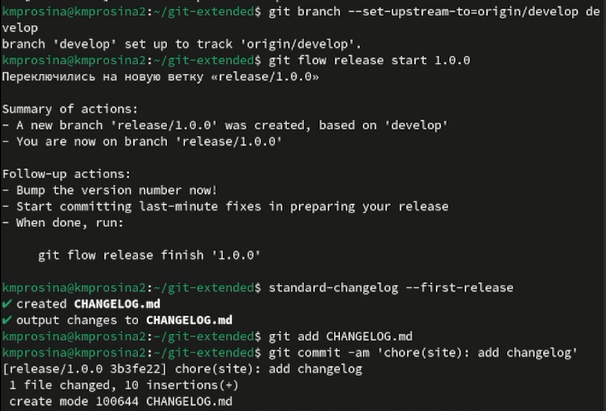 kmprosina@kmprosina2:~/git-extended$ git branch --set-upstream-to=origin/develop de
velop
branch 'develop' set up to track 'origin/develop'.
kmprosina@kmprosina2:~/git-extended$ git flow release start 1.0.0
Переключились на новую ветку «release/1.0.0»

Summary of actions:
- A new branch 'release/1.0.0' was created, based on 'develop'
- You are now on branch 'release/1.0.0'

Follow-up actions:
- Bump the version number now!
- Start committing last-minute fixes in preparing your release
- When done, run:

     git flow release finish '1.0.0'

kmprosina@kmprosina2:~/git-extended$ standard-changelog --first-release
✔ created CHANGELOG.md
✔ output changes to CHANGELOG.md
kmprosina@kmprosina2:~/git-extended$ git add CHANGELOG.md
kmprosina@kmprosina2:~/git-extended$ git commit -am 'chore(site): add changelog'
[release/1.0.0 3b3fe22] chore(site): add changelog
 1 file changed, 10 insertions(+)
 create mode 100644 CHANGELOG.md